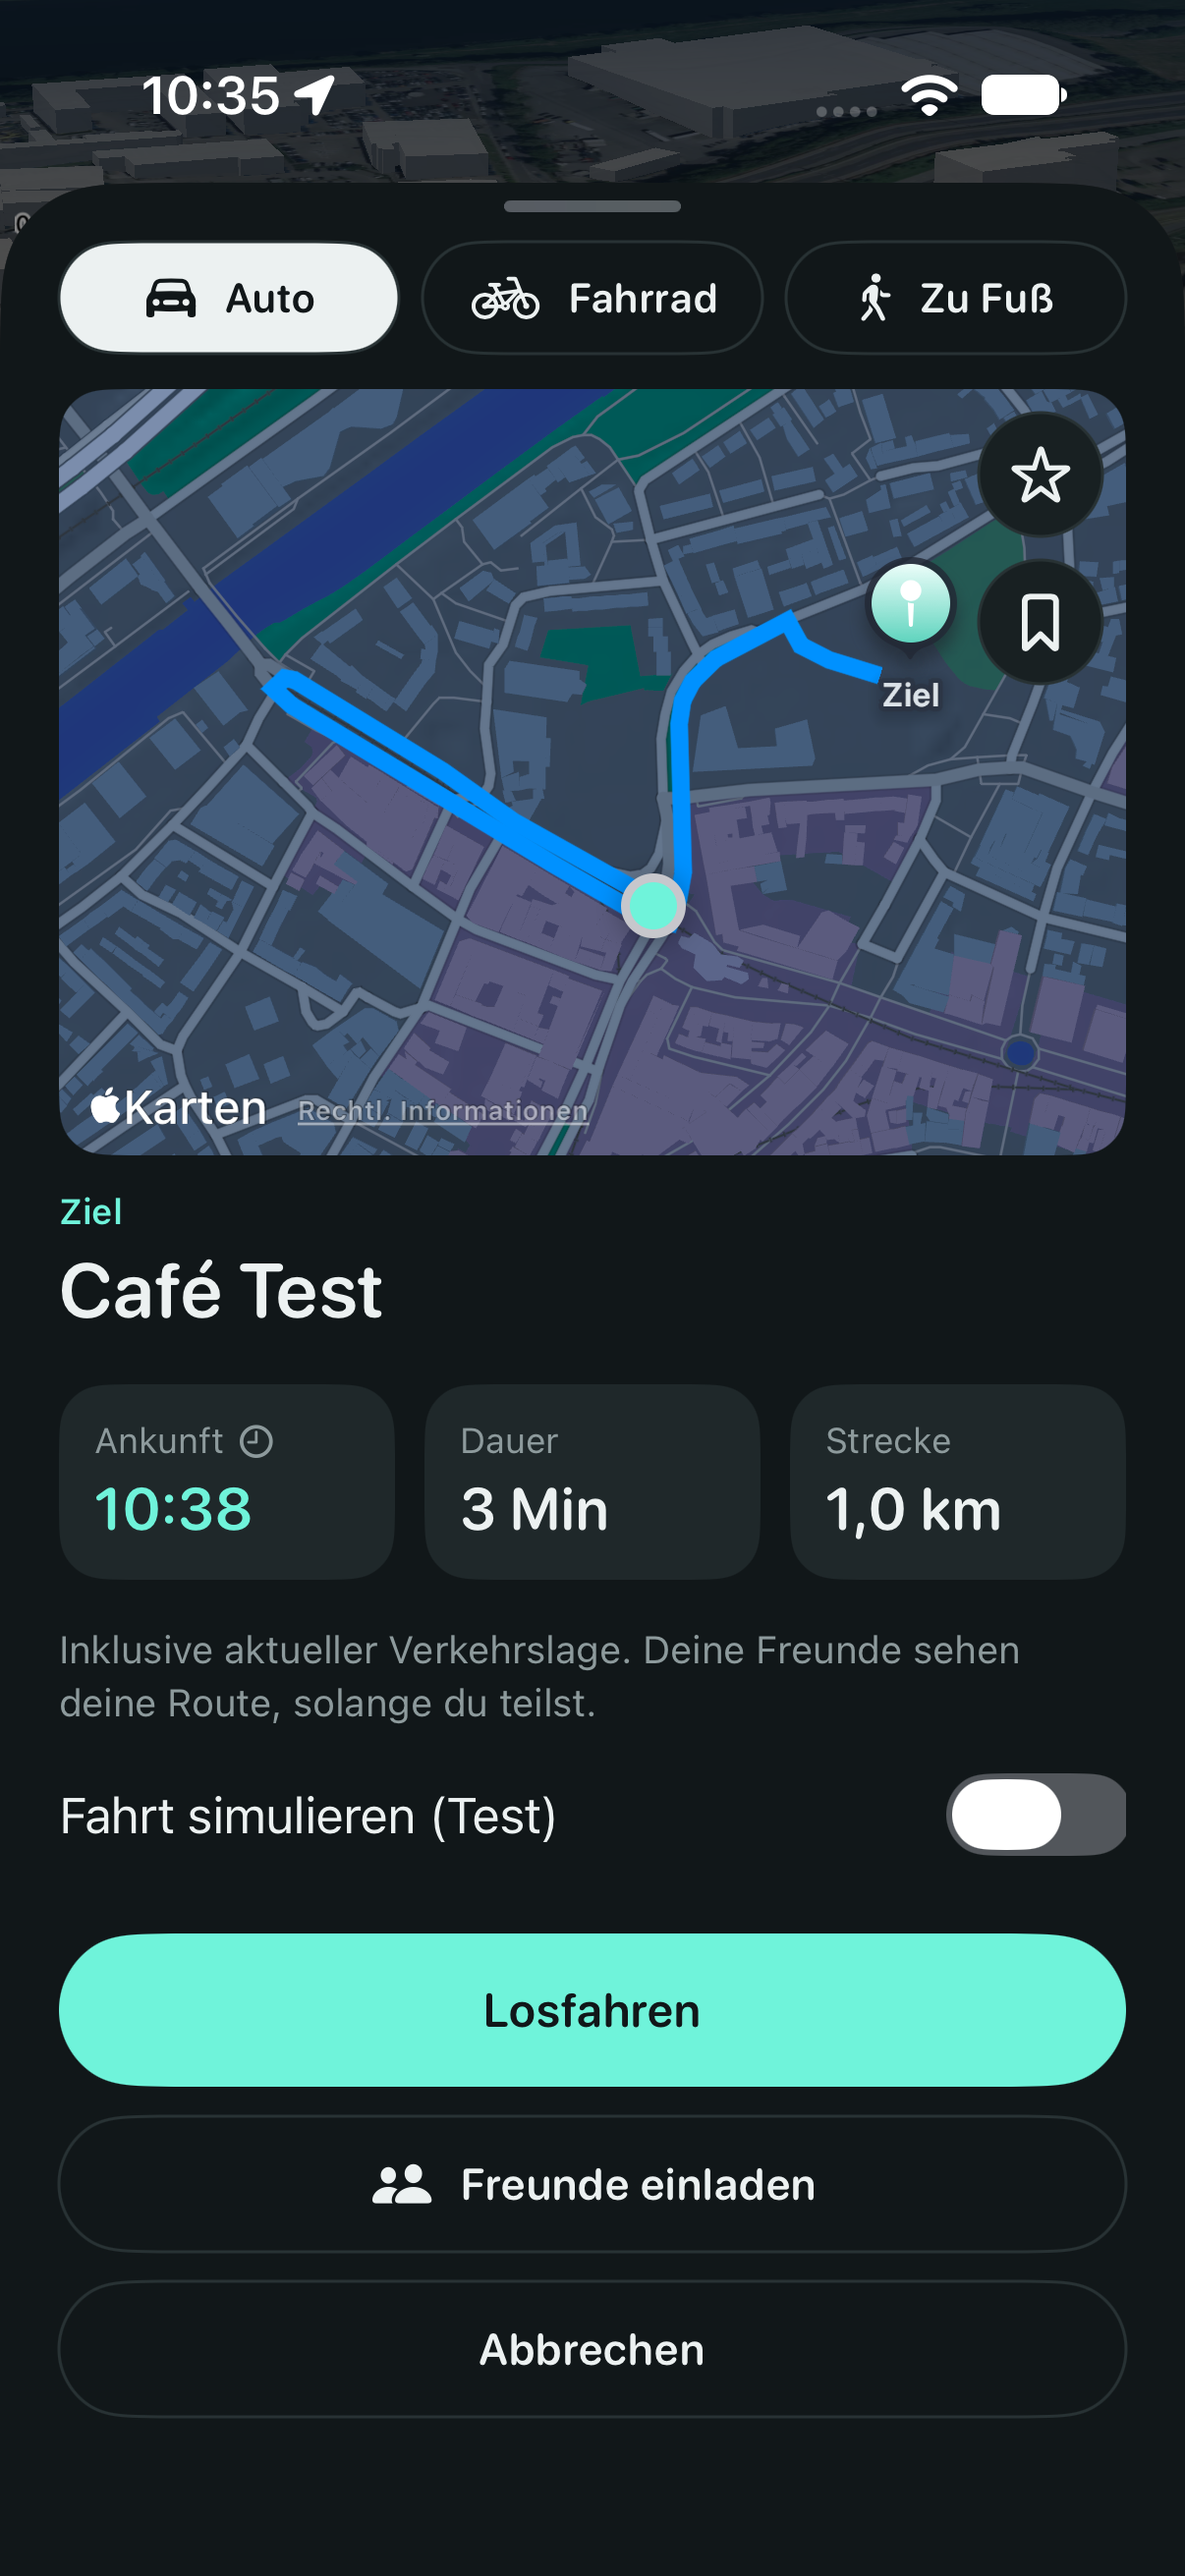 10:35
Auto
Fahrrad
Zu Fuß
Ziel
Karten
Rechtl. Informationen
Ziel
Café Test
Ankunft
Dauer
Strecke
10:38
3 Min
1,0 km
Inklusive aktueller Verkehrslage. Deine Freunde sehen
deine Route, solange du teilst.
Fahrt simulieren (Test)
Losfahren
Freunde einladen
Abbrechen